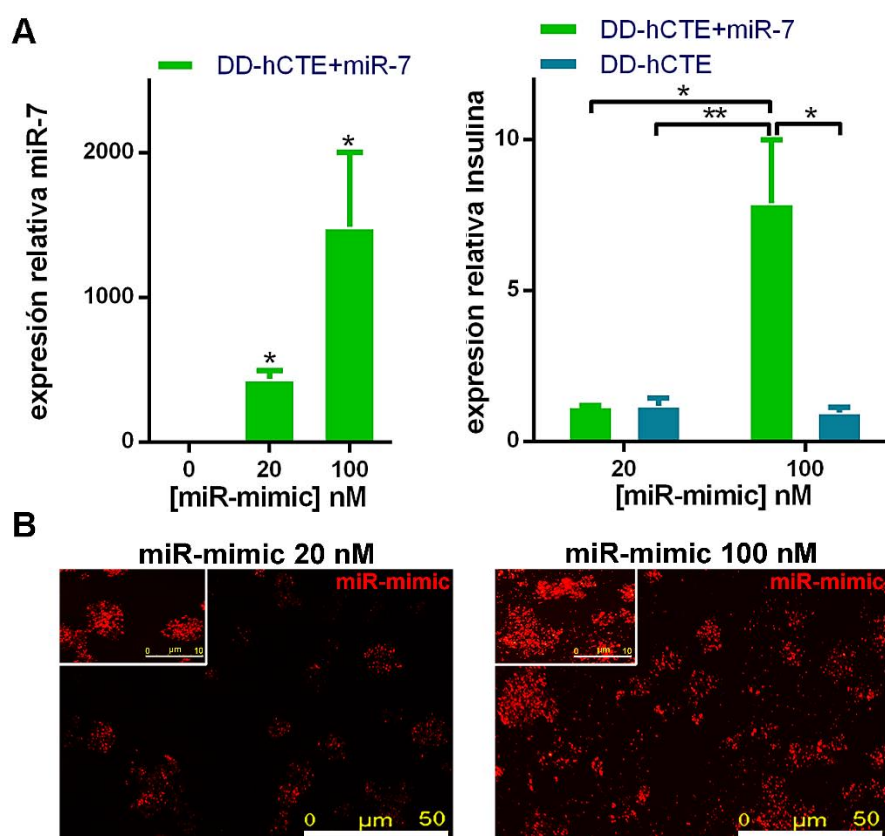 A
DD-hCTE+miR-7
expresión relativa miR-7
2000
1000
0
*
*
0 20 100
[miR-mimic] nM
DD-hCTE+miR-7
DD-hCTE
expresión relativa Insulina
10
5
0
*
** *
20 100
[miR-mimic] nM
B
miR-mimic 20 nM
miR-mimic
0 µm 10
0 µm 50
miR-mimic 100 nM
miR-mimic
0 µm 10
0 µm 50